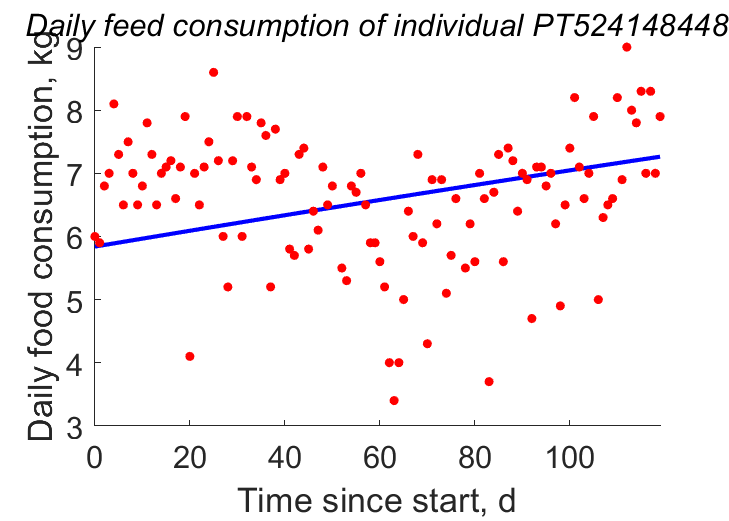 Daily feed consumption of individual PT524148448
Daily food consumption, kg
9
8
7
6
5
4
3
0 20 40 60 80 100
Time since start, d